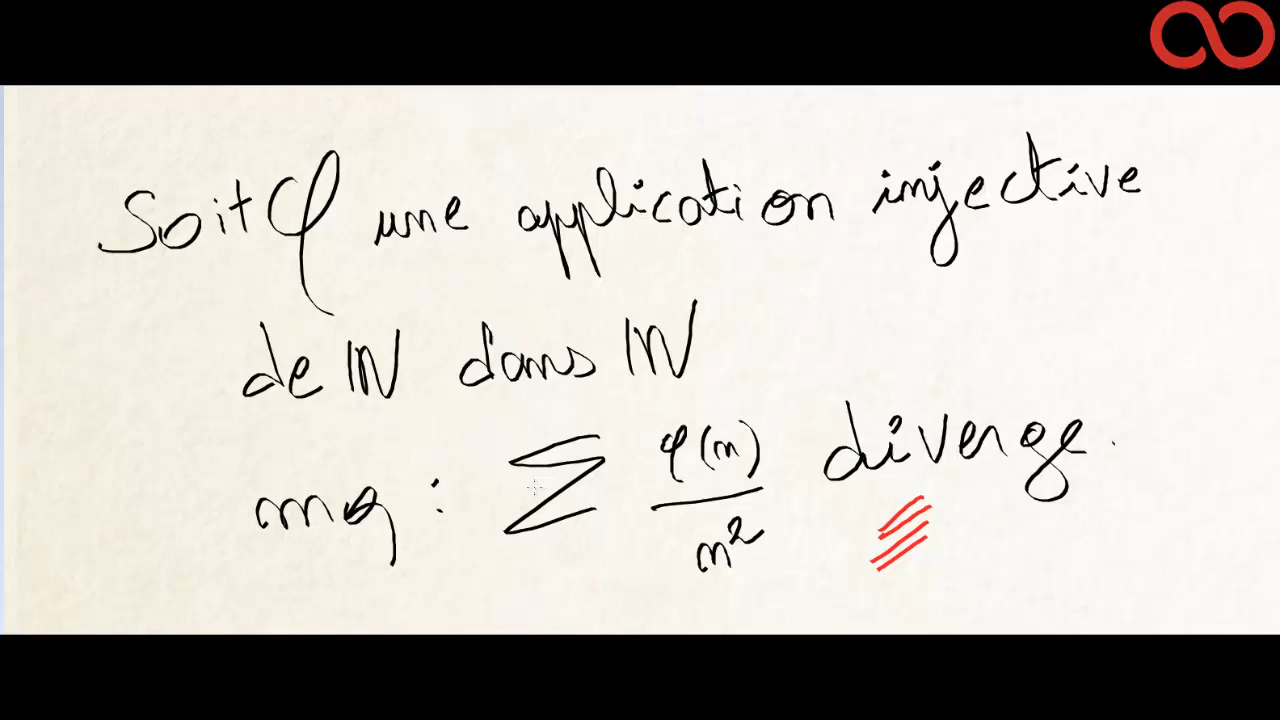 Soit φ une application injective
de ℕ dans ℕ
mq : ∑ φ(n)/n² diverge.